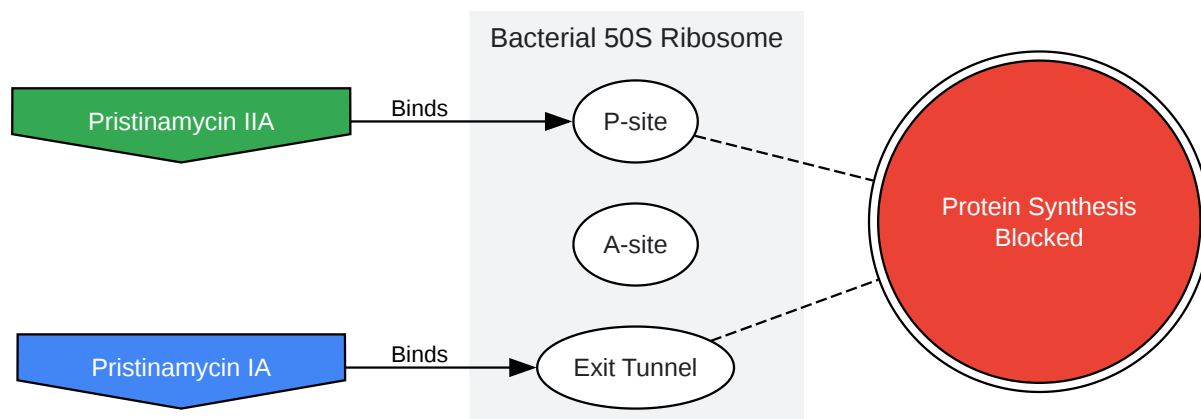 Bacterial 50S Ribosome
Pristinamycin IIA
Binds
P-site
A-site
Protein Synthesis
Blocked
Pristinamycin IA
Binds
Exit Tunnel